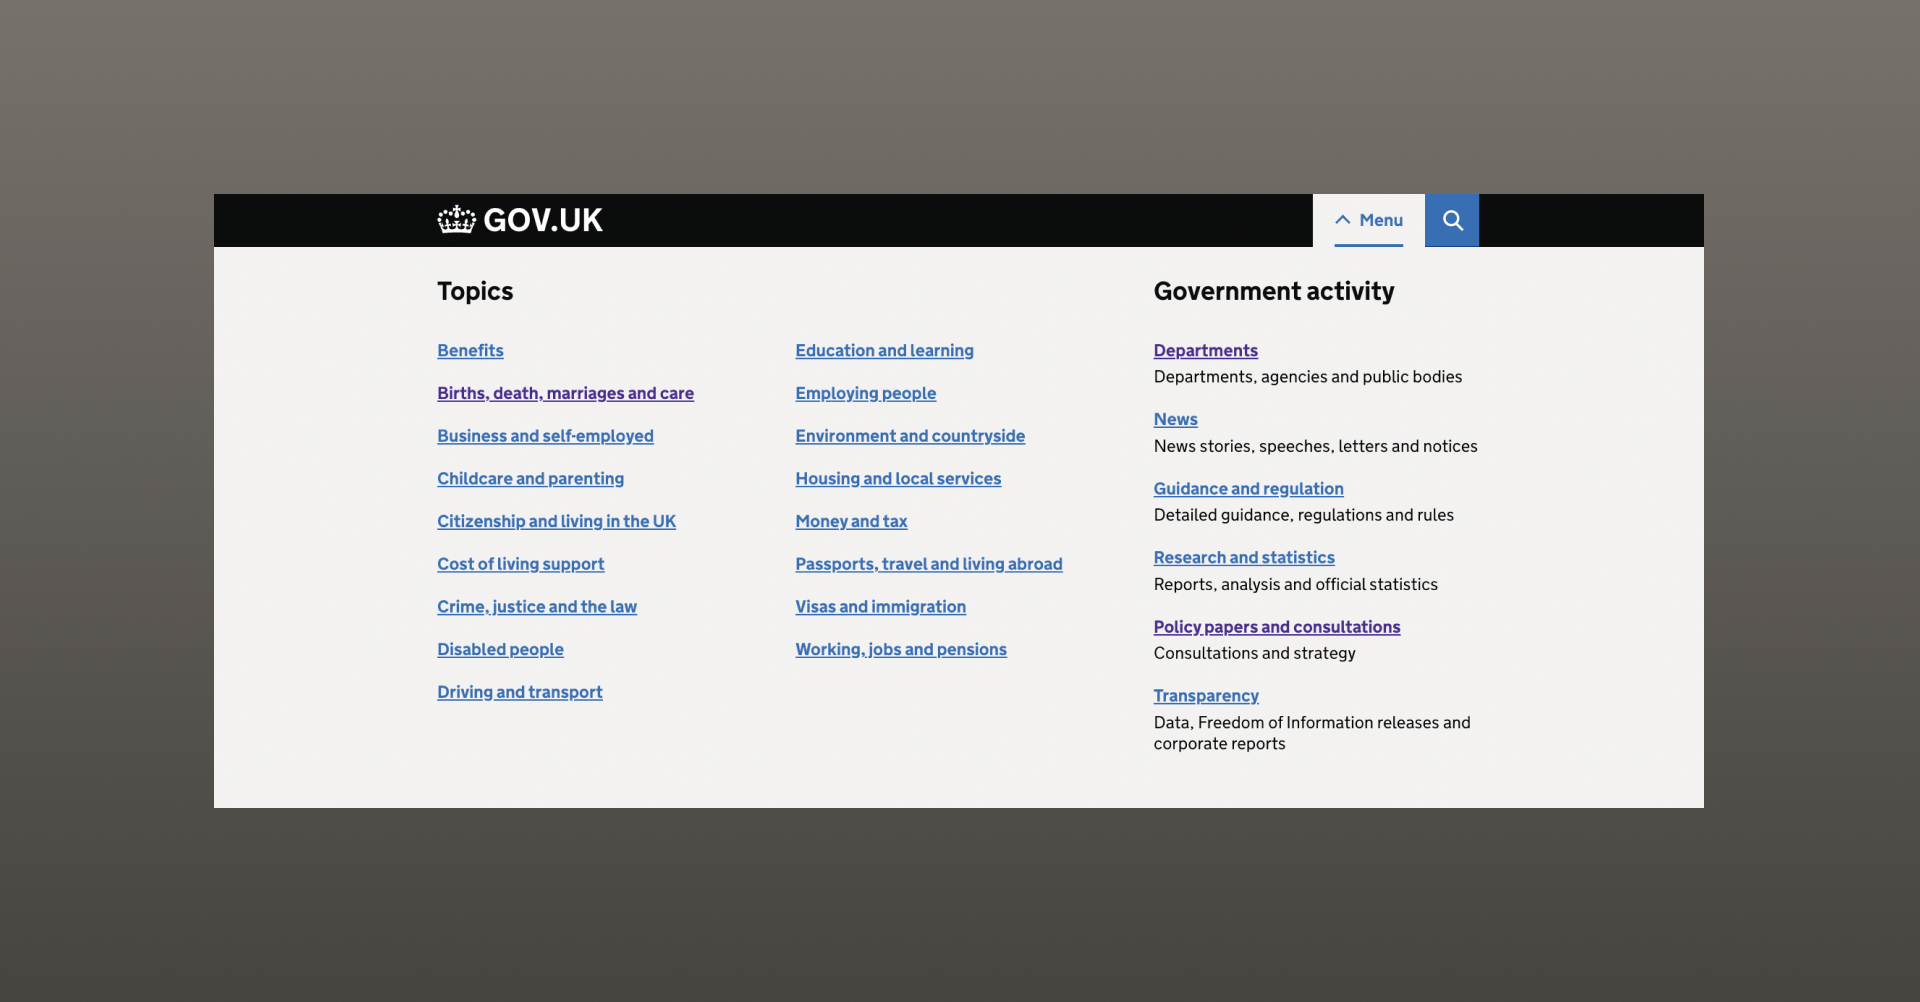 GOV.UK
Menu
Topics
Benefits
Births, death, marriages and care
Business and self-employed
Childcare and parenting
Citizenship and living in the UK
Cost of living support
Crime, justice and the law
Disabled people
Driving and transport
Education and learning
Employing people
Environment and countryside
Housing and local services
Money and tax
Passports, travel and living abroad
Visas and immigration
Working, jobs and pensions
Government activity
Departments
Departments, agencies and public bodies
News
News stories, speeches, letters and notices
Guidance and regulation
Detailed guidance, regulations and rules
Research and statistics
Reports, analysis and official statistics
Policy papers and consultations
Consultations and strategy
Transparency
Data, Freedom of Information releases and
corporate reports